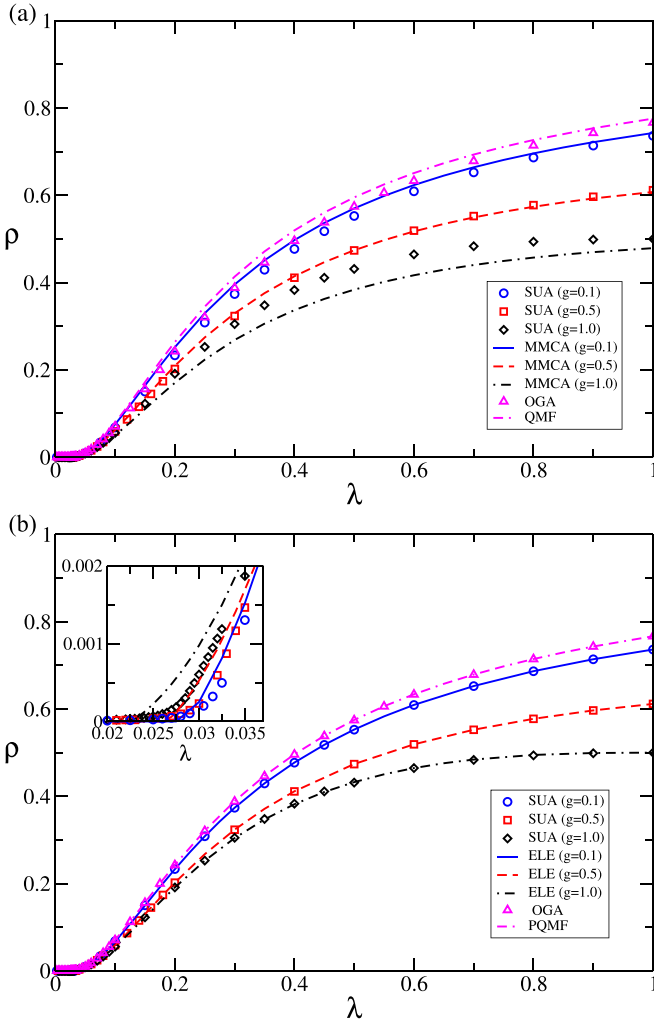 (a)
1
0.8
0.6
0.4
0.2
0
ρ
SUA (g=0.1)
SUA (g=0.5)
SUA (g=1.0)
MMCA (g=0.1)
MMCA (g=0.5)
MMCA (g=1.0)
OGA
QMF
0 0.2 0.4 0.6 0.8 1
λ
(b)
1
0.8
0.6
0.4
0.2
0
ρ
0.002
0.001
0
0.02 0.025 0.03 0.035
λ
SUA (g=0.1)
SUA (g=0.5)
SUA (g=1.0)
ELE (g=0.1)
ELE (g=0.5)
ELE (g=1.0)
OGA
PQMF
0 0.2 0.4 0.6 0.8 1
λ